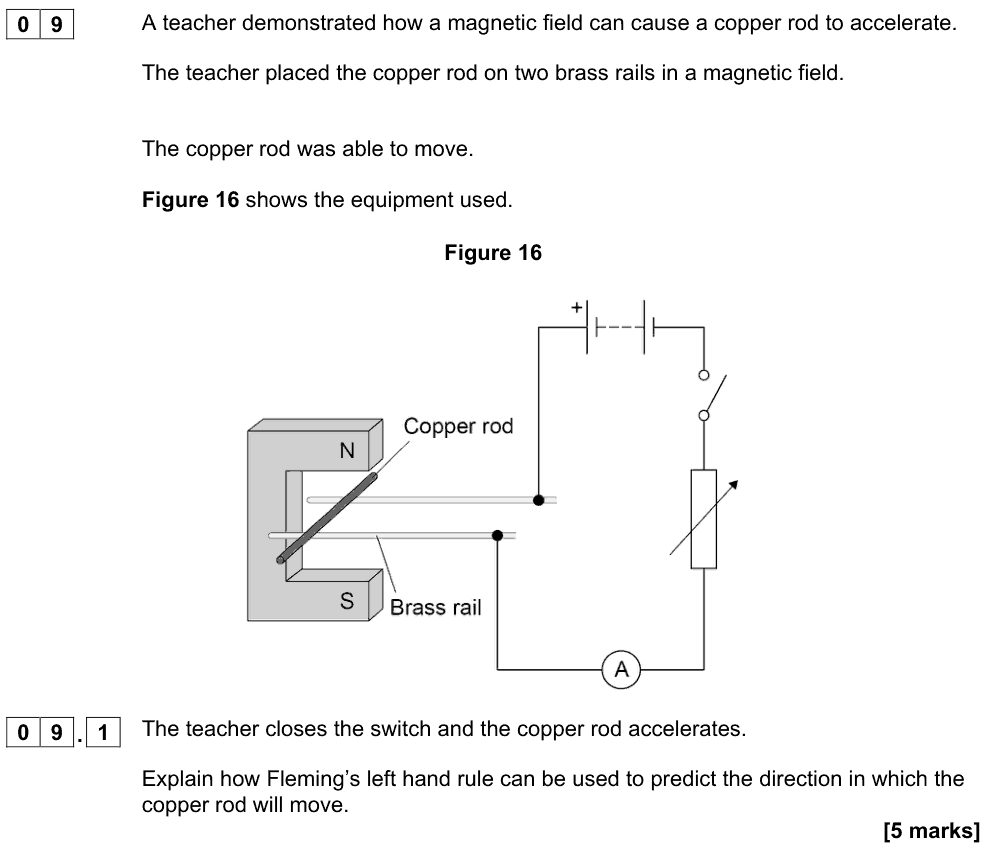 0 9 A teacher demonstrated how a magnetic field can cause a copper rod to accelerate.
The teacher placed the copper rod on two brass rails in a magnetic field.
The copper rod was able to move.
Figure 16 shows the equipment used.
Figure 16
+
Copper rod
N
S
Brass rail
A
0 9 . 1 The teacher closes the switch and the copper rod accelerates.
Explain how Fleming's left hand rule can be used to predict the direction in which the
copper rod will move.
[5 marks]